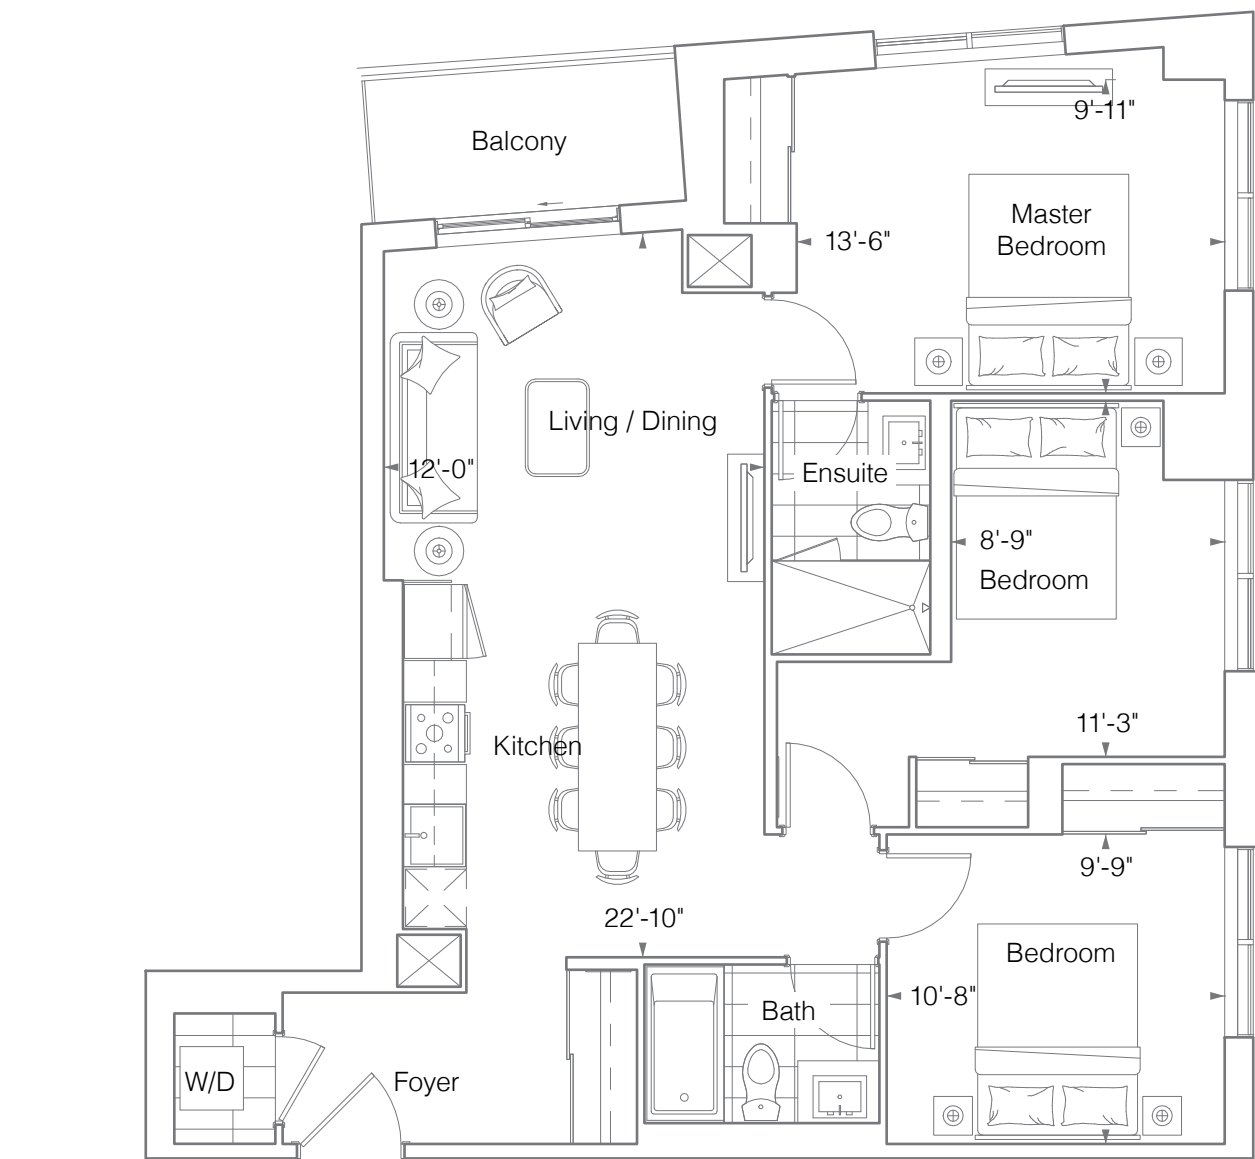 9'-11"
Balcony
Master
Bedroom
13'-6"
Living / Dining
12'-0"
Ensuite
8'-9"
Bedroom
11'-3"
Kitchen
9'-9"
22'-10"
Bedroom
10'-8"
Bath
W/D
Foyer